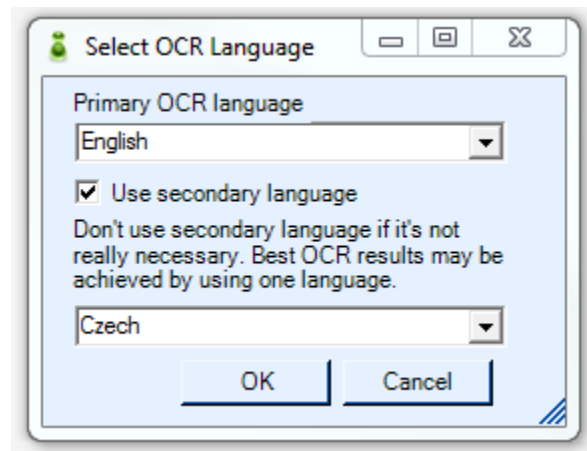 Select OCR Language
Primary OCR language
English
Use secondary language
Don't use secondary language if it's not
really necessary. Best OCR results may be
achieved by using one language.
Czech
OK Cancel